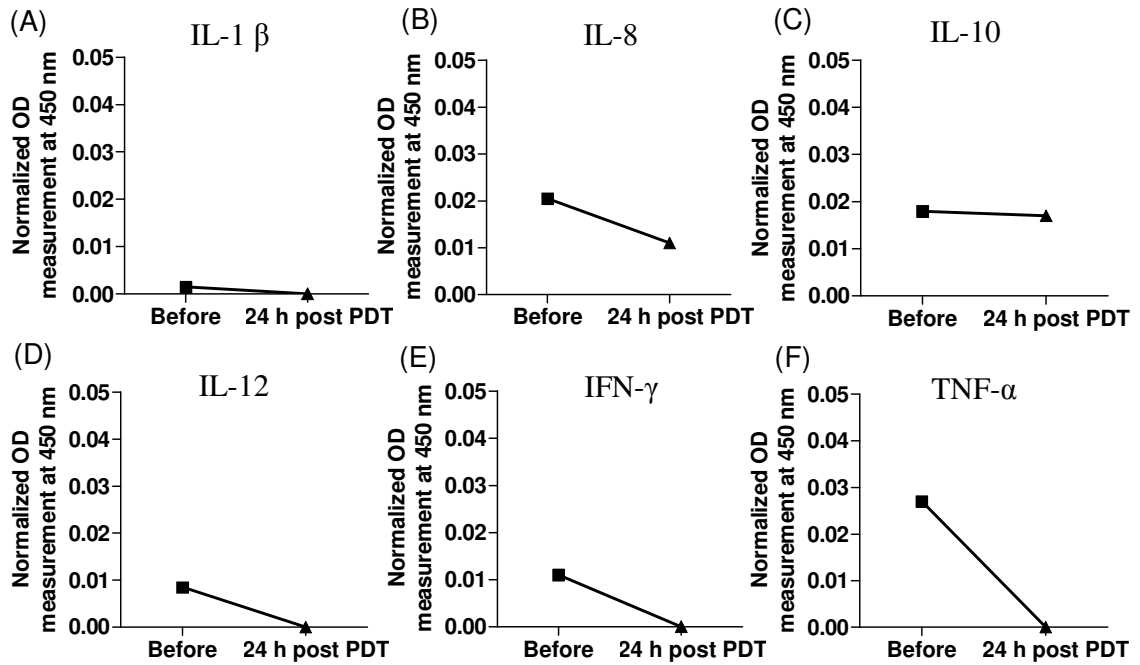 (A)
IL-1 β
Normalized OD
measurement at 450 nm
0.05
0.04
0.03
0.02
0.01
0.00
Before
24 h post PDT
(B)
IL-8
Normalized OD
measurement at 450 nm
0.05
0.04
0.03
0.02
0.01
0.00
Before
24 h post PDT
(C)
IL-10
Normalized OD
measurement at 450 nm
0.05
0.04
0.03
0.02
0.01
0.00
Before
24 h post PDT
(D)
IL-12
Normalized OD
measurement at 450 nm
0.05
0.04
0.03
0.02
0.01
0.00
Before
24 h post PDT
(E)
IFN-γ
Normalized OD
measurement at 450 nm
0.05
0.04
0.03
0.02
0.01
0.00
Before
24 h post PDT
(F)
TNF-α
Normalized OD
measurement at 450 nm
0.05
0.04
0.03
0.02
0.01
0.00
Before
24 h post PDT